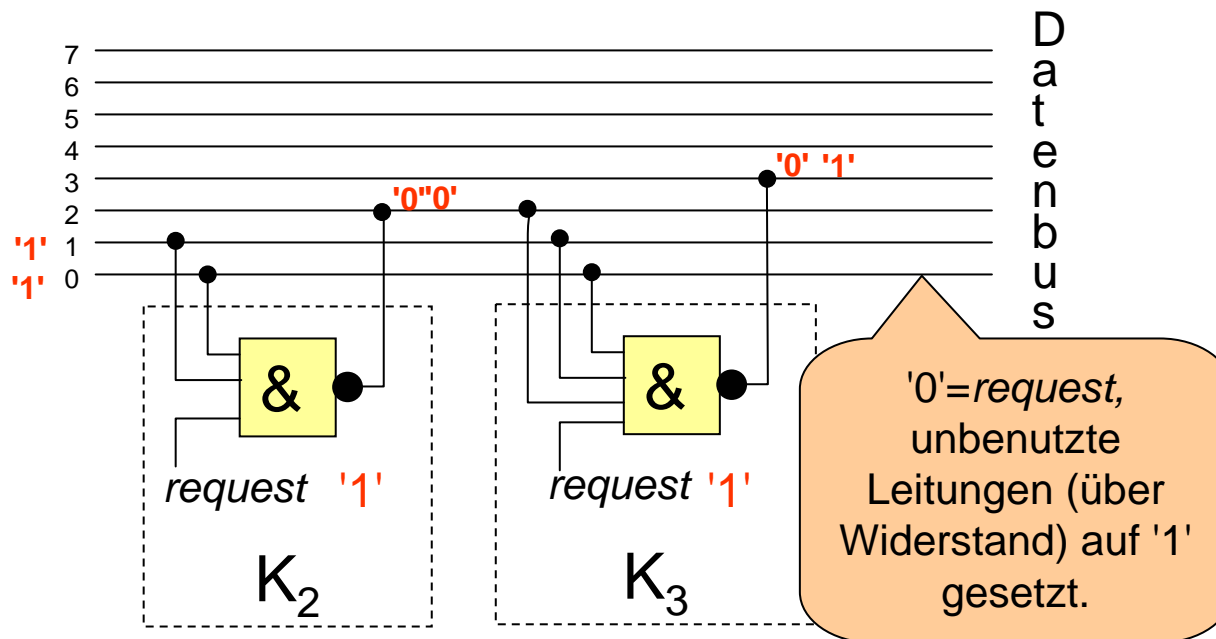 D
a
t
e
n
b
u
s
7
6
5
4
3 '0' '1'
2 '0''0'
'1' 1
'1' 0
& &
request '1' request '1'
K2 K3
'0'=request,
unbenutzte
Leitungen (über
Widerstand) auf '1'
gesetzt.